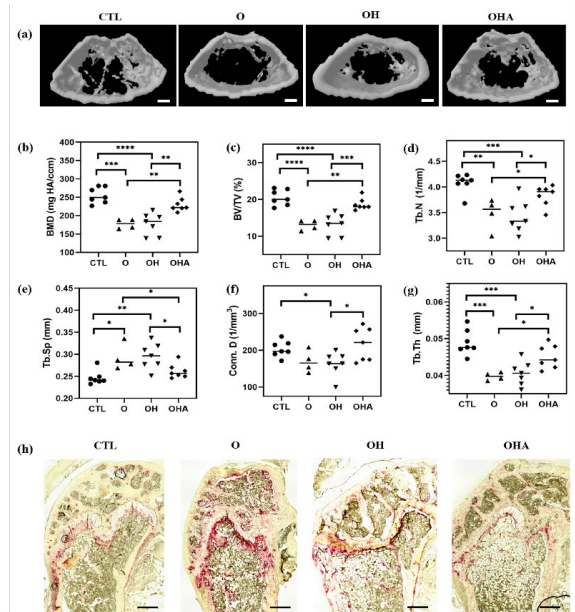 CTL O OH OHA
(a)
(b) (c) (d)
**** **** ***
*** ** **** *** ** *
** ** *
BMD (mg HA/ccm)
350
300
250
200
150
100
BV/TV (%)
30
20
10
Tb.N (1/mm)
4.5
4.0
3.5
3.0
CTL O OH OHA CTL O OH OHA CTL O OH OHA
(e) (f) (g)
* * ***
** * *** *
* * *
Tb.Sp (mm)
0.40
0.35
0.30
0.25
0.20
Conn. D (1/mm³)
400
300
200
100
Tb.Th (mm)
0.06
0.05
0.04
CTL O OH OHA CTL O OH OHA CTL O OH OHA
(h)
CTL O OH OHA